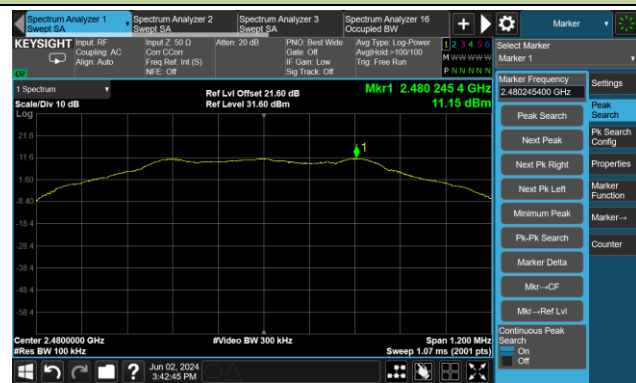 Spectrum Analyzer 1
Swept SA
Spectrum Analyzer 2
Swept SA
Spectrum Analyzer 3
Swept SA
Spectrum Analyzer 16
Occupied BW
Marker
KEYSIGHT
Input: RF
Coupling: AC
Align: Auto
Input Z: 50 Ω
Corr CCorr
Freq Ref: Int (S)
NFE: Off
Atten: 20 dB
PNO: Best Wide
Gate: Off
IF Gain: Low
Sig Track: Off
Avg Type: Log-Power
Avg|Hold:>100/100
Trig: Free Run
1 2 3 4 5 6
M W W W W W
P N N N N N
LV
Select Marker
Marker 1
1 Spectrum
Scale/Div 10 dB
Log
Ref Lvl Offset 21.60 dB
Ref Level 31.60 dBm
Mkr1 2.480 245 4 GHz
11.15 dBm
1
21.6
11.6
1.60
-8.40
-18.4
-28.4
-38.4
-48.4
-58.4
Center 2.4800000 GHz
#Res BW 100 kHz
#Video BW 300 kHz
Span 1.200 MHz
Sweep 1.07 ms (2001 pts)
Marker Frequency
2.480245400 GHz
Peak Search
Next Peak
Next Pk Right
Next Pk Left
Minimum Peak
Pk-Pk Search
Marker Delta
Mkr→CF
Mkr→Ref Lvl
Continuous Peak
Search
On
Off
Settings
Peak
Search
Pk Search
Config
Properties
Marker
Function
Marker→
Counter
?
Jun 02, 2024
3:42:45 PM